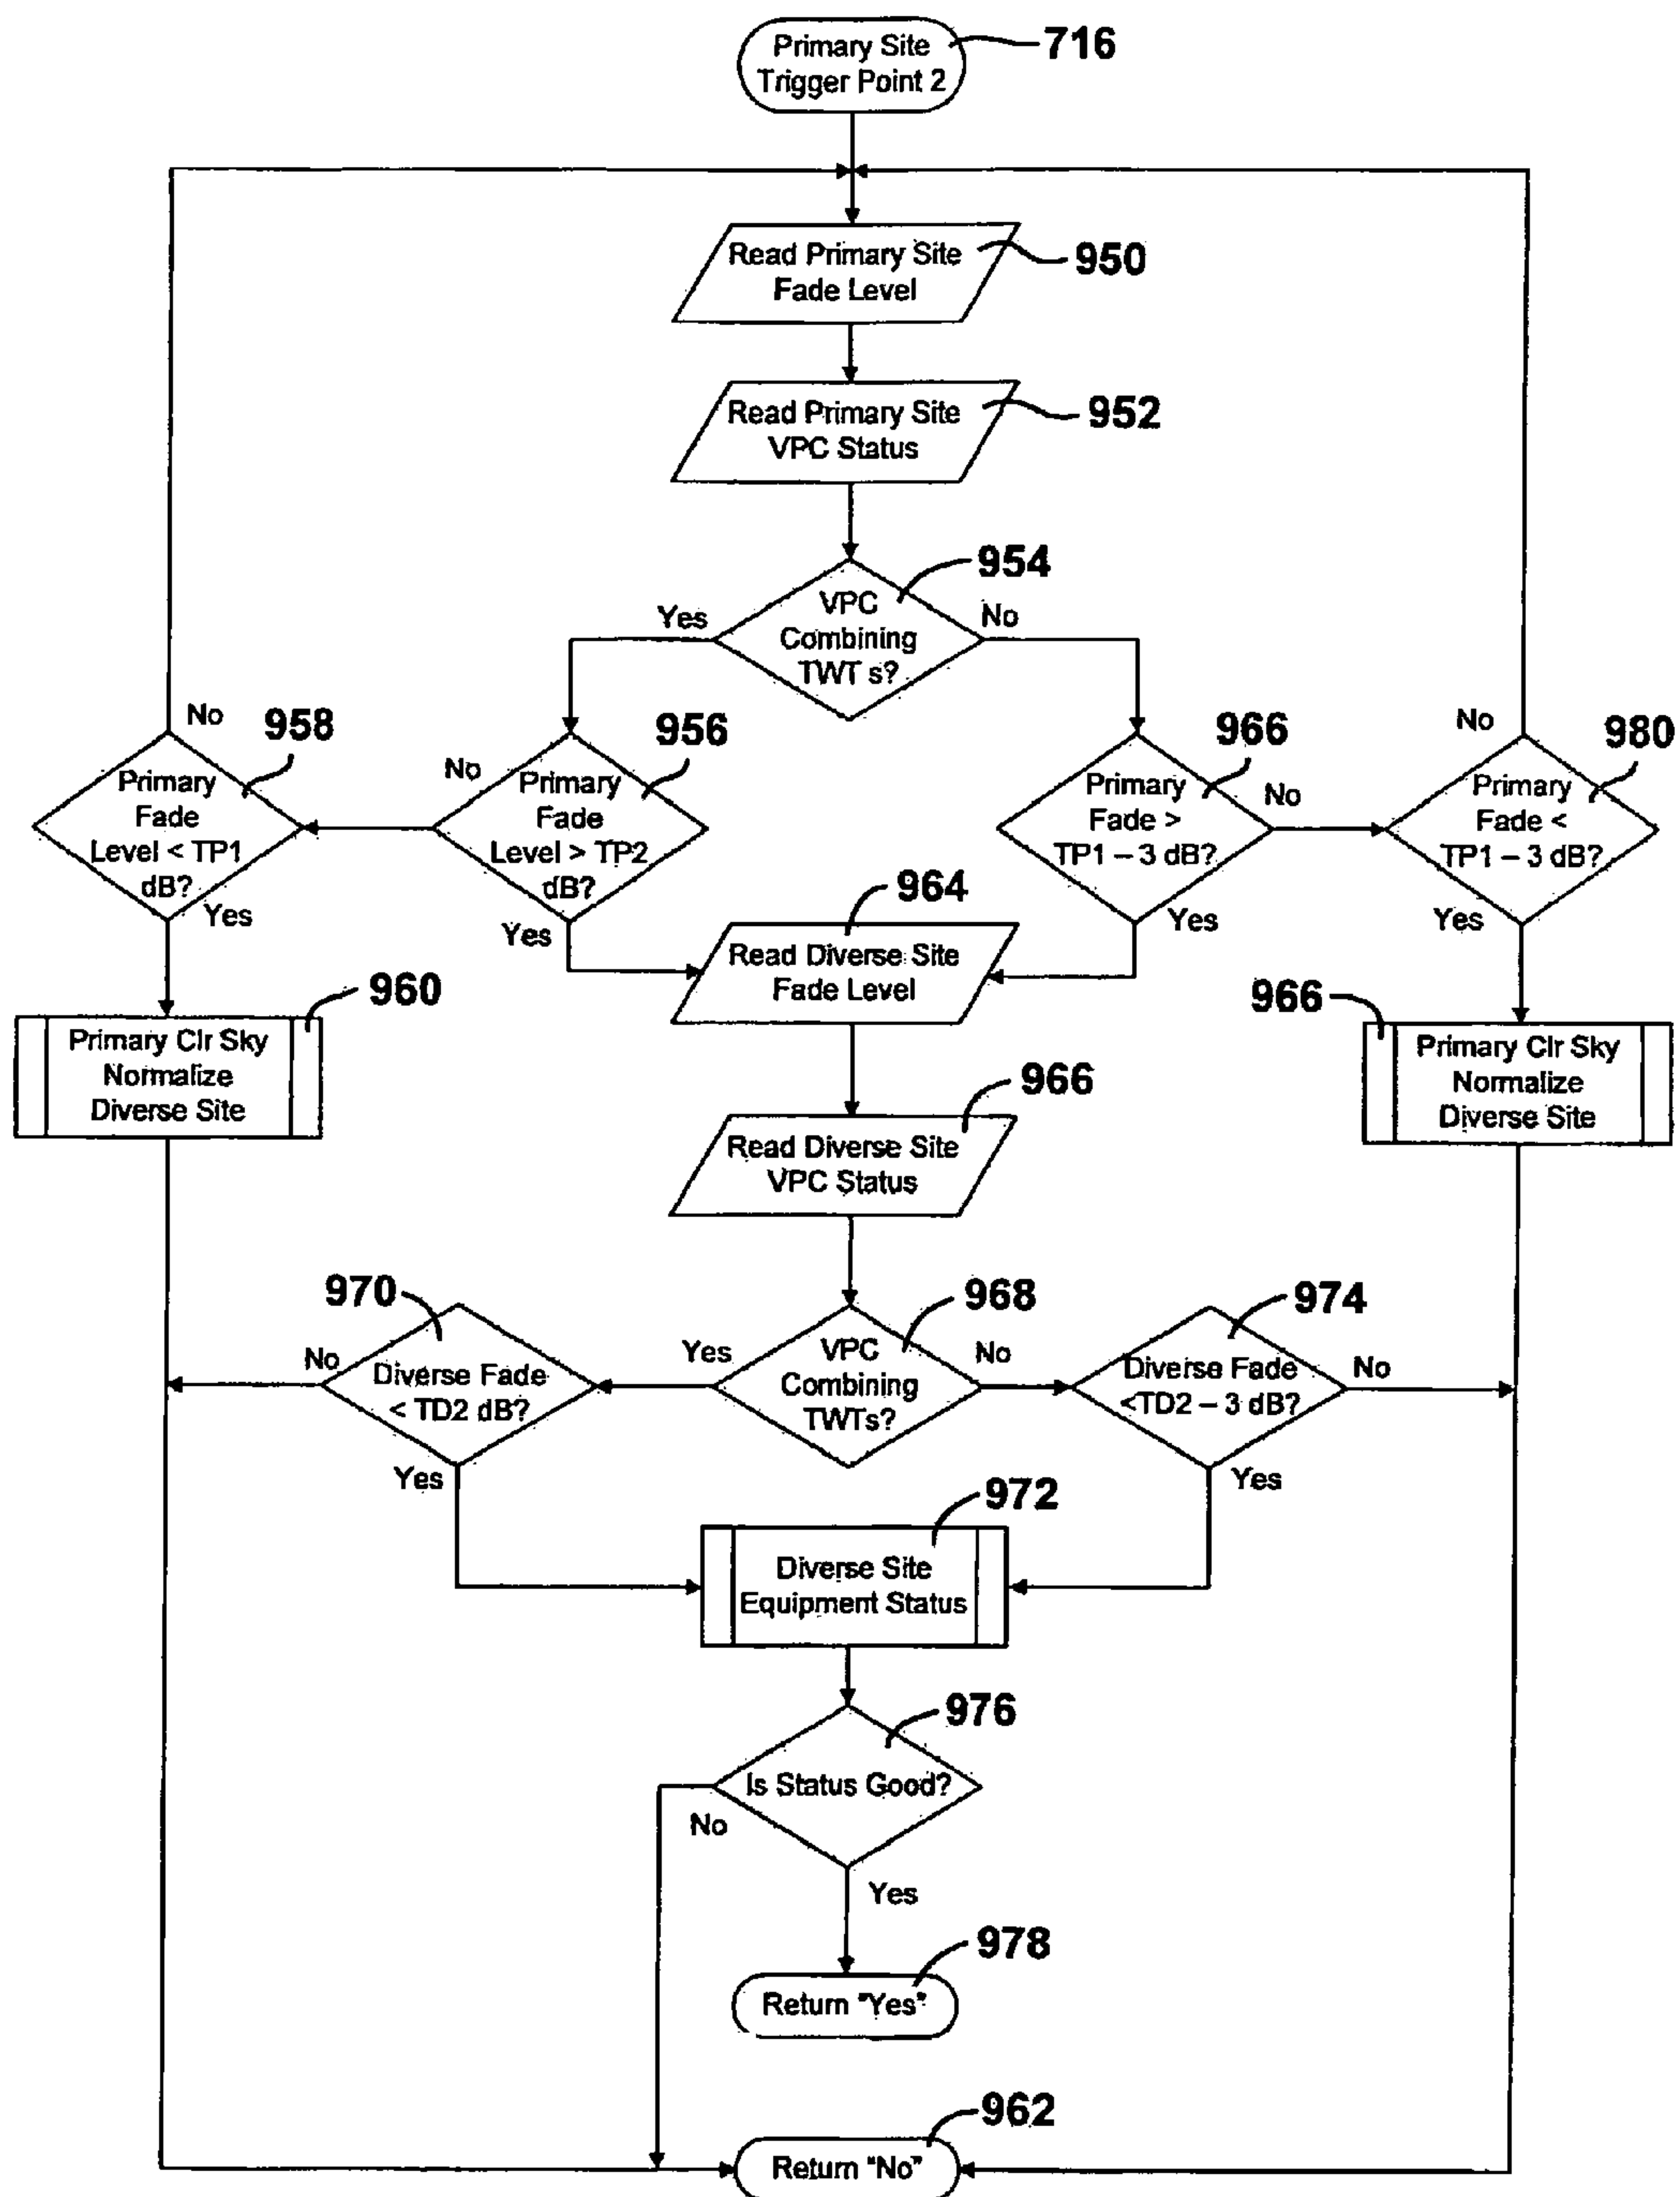 Primary Site
Trigger Point 2
716
Read Primary Site
Fade Level
950
Read Primary Site
VPC Status
952
954
VPC
Combining
TWT s?
Yes
No
No
958
Primary
Fade
Level < TP1
dB?
Yes
956
No
Primary
Fade
Level > TP2
dB?
Yes
966
Primary
Fade >
TP1 – 3 dB?
No
Yes
No
980
Primary
Fade <
TP1 – 3 dB?
Yes
964
Read Diverse Site
Fade Level
960
Primary Clr Sky
Normalize
Diverse Site
966
Primary Clr Sky
Normalize
Diverse Site
966
Read Diverse Site
VPC Status
970
No
Diverse Fade
< TD2 dB?
Yes
968
Yes
VPC
Combining
TWTs?
No
974
Diverse Fade
<TD2 – 3 dB?
No
Yes
972
Diverse Site
Equipment Status
976
Is Status Good?
No
Yes
978
Return "Yes"
962
Return "No"